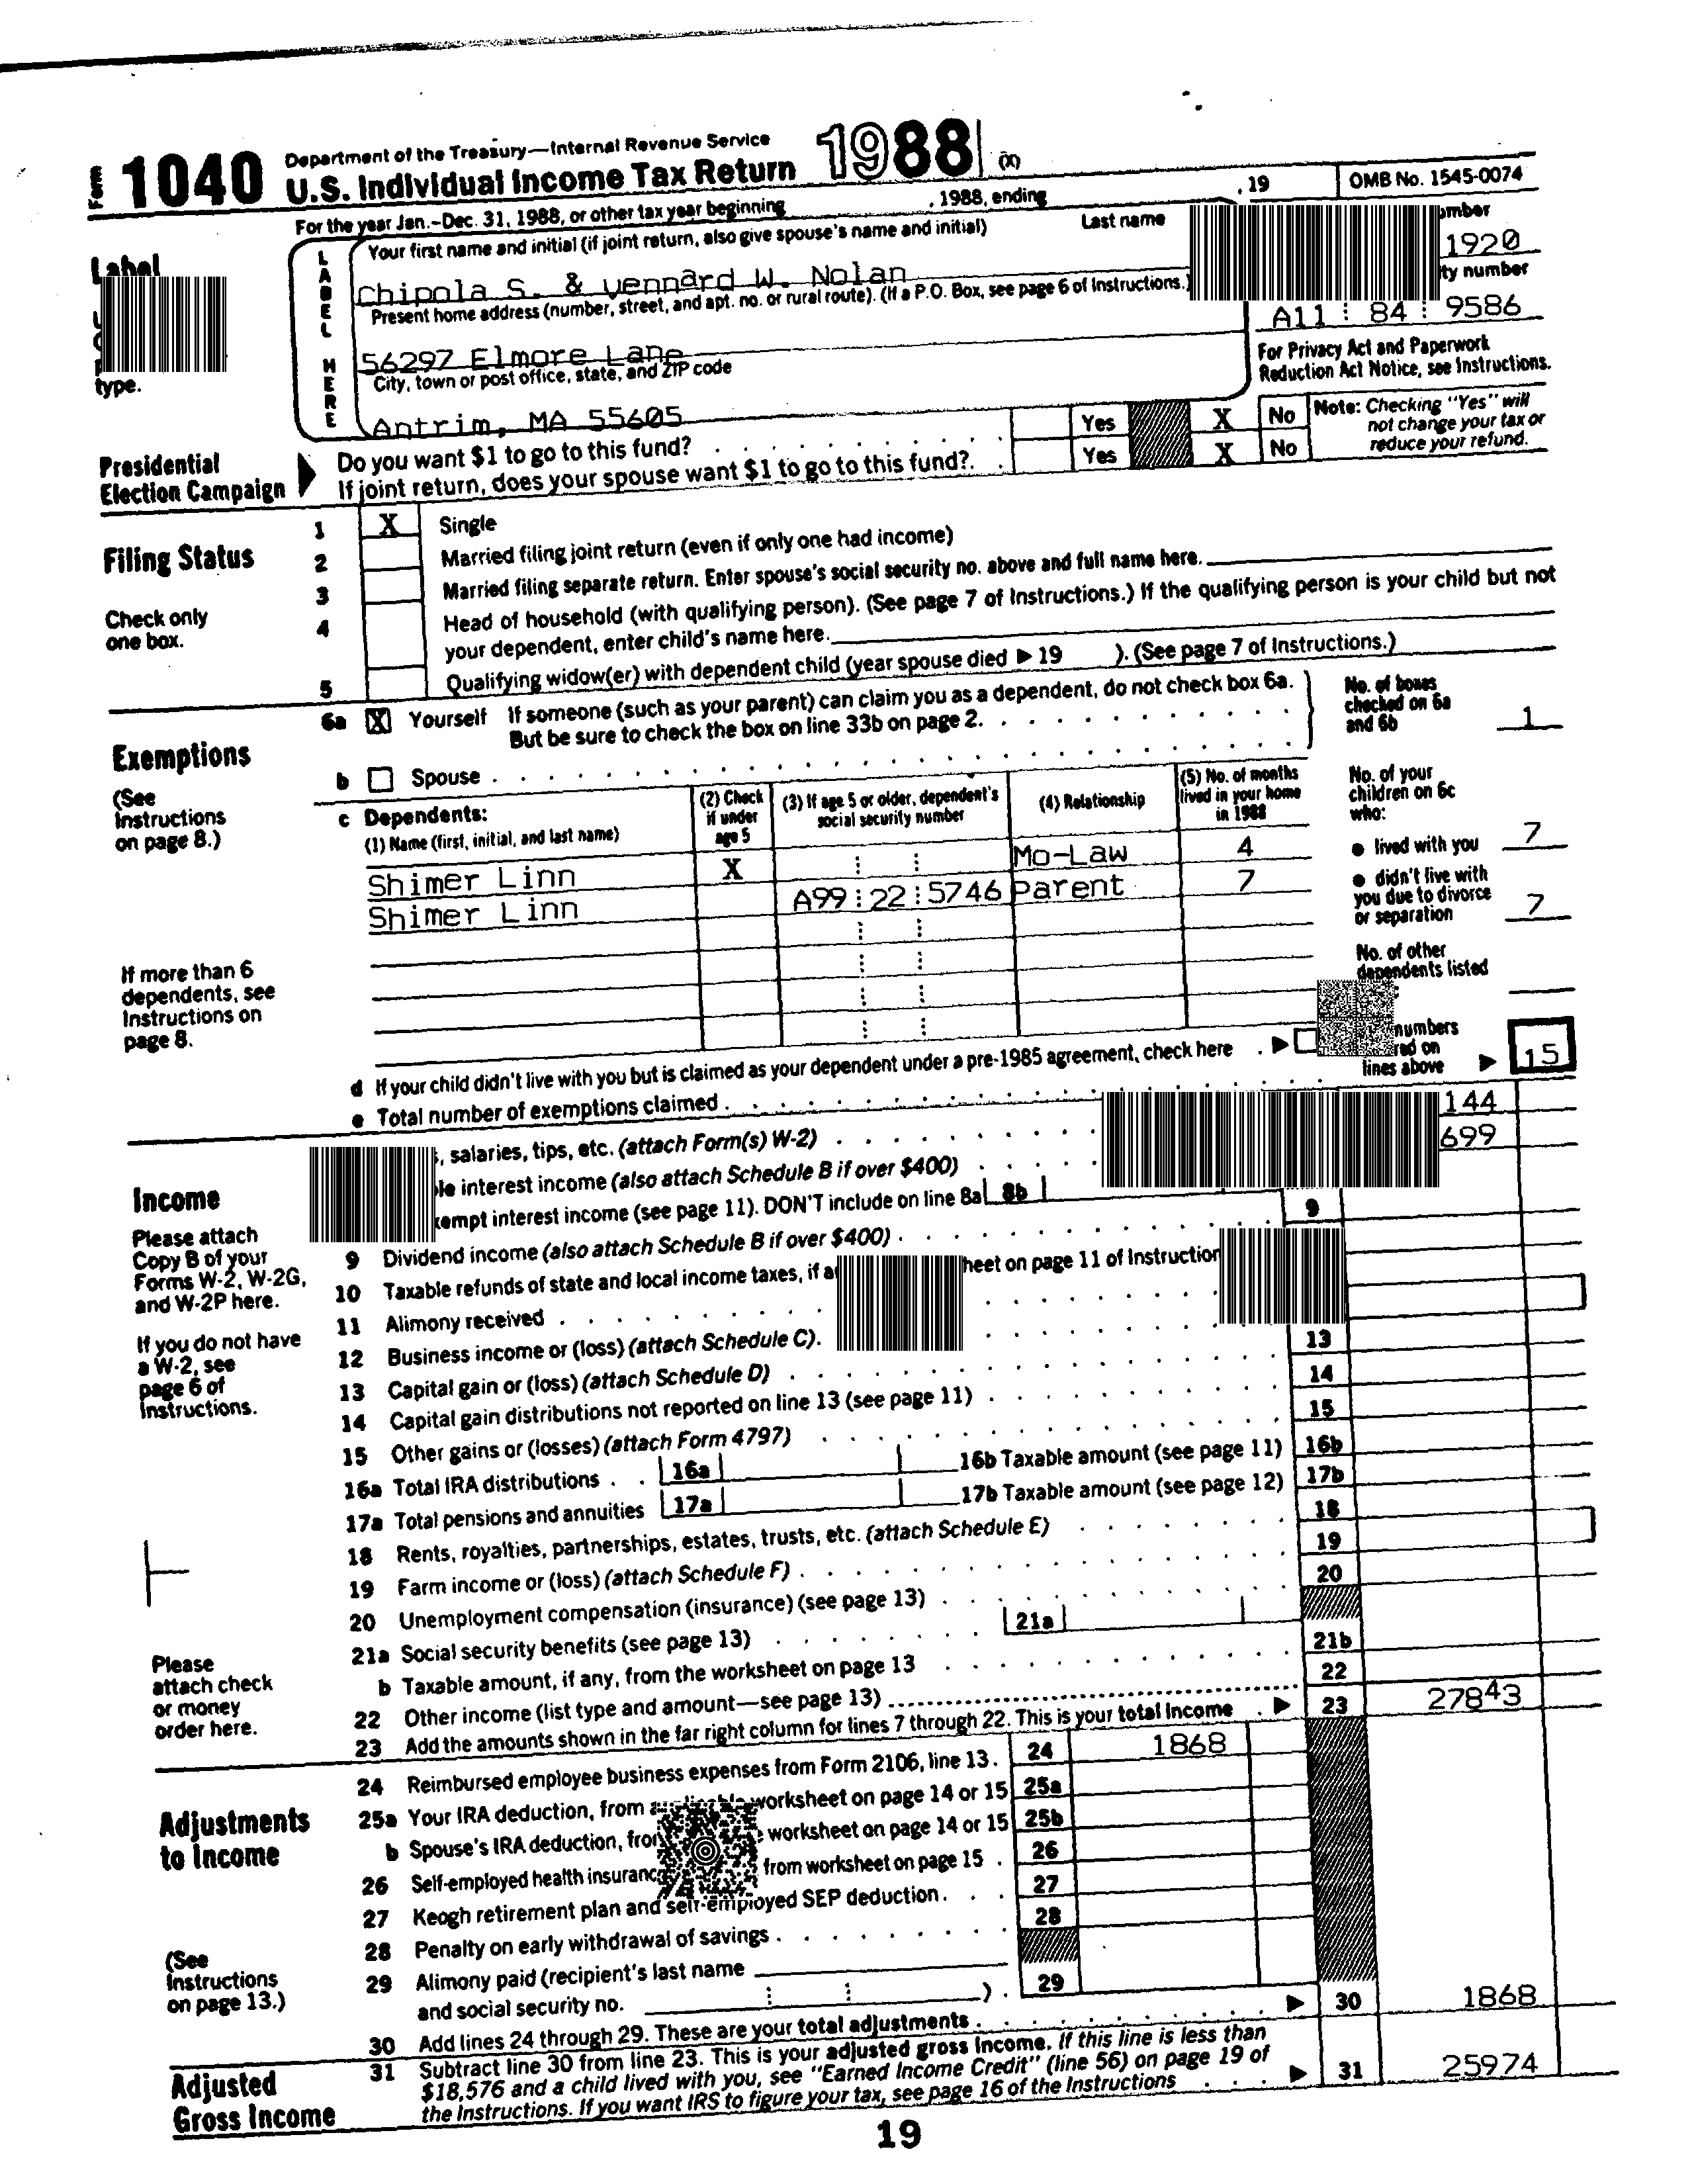 Form 1040 Department of the Treasury—Internal Revenue Service
U.S. Individual Income Tax Return 1988 (X)
For the year Jan.-Dec. 31, 1988, or other tax year beginning , 1988, ending , 19 OMB No. 1545-0074
Label
type.
LABEL HERE
Your first name and initial (if joint return, also give spouse's name and initial) Last name
Chipola S. & Vennard W. Nolan 1920
Present home address (number, street, and apt. no. or rural route). (If a P.O. Box, see page 6 of Instructions.) ty number
56297 Elmore Lane A11 84 9586
City, town or post office, state, and ZIP code
Antrim, MA 55605
For Privacy Act and Paperwork
Reduction Act Notice, see Instructions.
Presidential
Election Campaign
Do you want $1 to go to this fund? Yes X No
If joint return, does your spouse want $1 to go to this fund?. Yes X No
Note: Checking "Yes" will
not change your tax or
reduce your refund.
Filing Status
Check only
one box.
1 X Single
2 Married filing joint return (even if only one had income)
3 Married filing separate return. Enter spouse's social security no. above and full name here.
4 Head of household (with qualifying person). (See page 7 of Instructions.) If the qualifying person is your child but not
your dependent, enter child's name here.
5 Qualifying widow(er) with dependent child (year spouse died ▶ 19 ). (See page 7 of Instructions.)
Exemptions
(See
Instructions
on page 8.)
6a X Yourself If someone (such as your parent) can claim you as a dependent, do not check box 6a.
But be sure to check the box on line 33b on page 2.
b Spouse
No. of boxes
checked on 6a
and 6b 1
c Dependents:
(1) Name (first, initial, and last name)
(2) Check
if under
age 5
(3) If age 5 or older, dependent's
social security number
(4) Relationship
(5) No. of months
lived in your home
in 1988
Shimer Linn X Mo-Law 4
Shimer Linn A99 22 5746 Parent 7
No. of your
children on 6c
who:
● lived with you 7
● didn't live with
you due to divorce
or separation 7
No. of other
dependents listed
If more than 6
dependents, see
Instructions on
page 8.
d If your child didn't live with you but is claimed as your dependent under a pre-1985 agreement, check here ▶
e Total number of exemptions claimed
numbers
lines above ▶ 15
Income
Please attach
Copy B of your
Forms W-2, W-2G,
and W-2P here.
If you do not have
a W-2, see
page 6 of
Instructions.
Please
attach check
or money
order here.
salaries, tips, etc. (attach Form(s) W-2) 144
interest income (also attach Schedule B if over $400) 699
interest income (see page 11). DON'T include on line 8a 8b
9 Dividend income (also attach Schedule B if over $400) 9
10 Taxable refunds of state and local income taxes, if on page 11 of
11 Alimony received
12 Business income or (loss) (attach Schedule C).
13 Capital gain or (loss) (attach Schedule D) 13
14 Capital gain distributions not reported on line 13 (see page 11) 14
15 Other gains or (losses) (attach Form 4797) 15
16a Total IRA distributions 16a 16b Taxable amount (see page 11) 16b
17a Total pensions and annuities 17a 17b Taxable amount (see page 12) 17b
18 Rents, royalties, partnerships, estates, trusts, etc. (attach Schedule E) 18
19 Farm income or (loss) (attach Schedule F) 19
20 Unemployment compensation (insurance) (see page 13) 20
21a Social security benefits (see page 13) 21a
b Taxable amount, if any, from the worksheet on page 13 21b
22 Other income (list type and amount—see page 13) 22
23 Add the amounts shown in the far right column for lines 7 through 22. This is your total income ▶ 23 27843
Adjustments
to Income
(See
Instructions
on page 13.)
24 Reimbursed employee business expenses from Form 2106, line 13. 24 1868
25a Your IRA deduction, from worksheet on page 14 or 15 25a
b Spouse's IRA deduction, from worksheet on page 14 or 15 25b
26 Self-employed health insurance from worksheet on page 15 26
27 Keogh retirement plan and self-employed SEP deduction 27
28 Penalty on early withdrawal of savings 28
29 Alimony paid (recipient's last name
and social security no. ) . 29
30 Add lines 24 through 29. These are your total adjustments ▶ 30 1868
Adjusted
Gross Income
31 Subtract line 30 from line 23. This is your adjusted gross income. If this line is less than
$18,576 and a child lived with you, see "Earned Income Credit" (line 56) on page 19 of
the Instructions. If you want IRS to figure your tax, see page 16 of the Instructions ▶ 31 25974
19